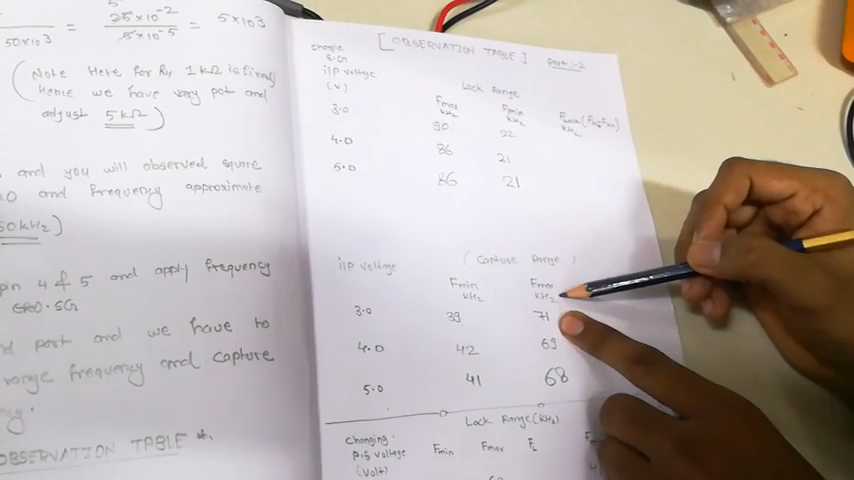 25×10⁻² = 5×10³
50×10³ = 5×10⁻⁵
(Note Here for R4 1kΩ is fixed
Hence we have vary pot and
adjust 5kΩ)
and you will observed square
and frequency approximate
50kHz)
pin 4 & 5 and apply frequency
part and we have to
range frequency and capture
OBSERVATION TABLE
[OBSERVATION TABLE] part:-2
i/p voltage
(V)
Lock Range
Fmax kHz
Fmin kHz
kHz
3.0 90 22
4.0 86 21
5.0 86 21
i/p voltage (Capture Range)
Fmin kHz
Fmax kHz
3.0 39 71
4.0 42 69
5.0 41 68
Lock Range(kHz)
changing
P.S voltage Fmin Fmax
(volt)